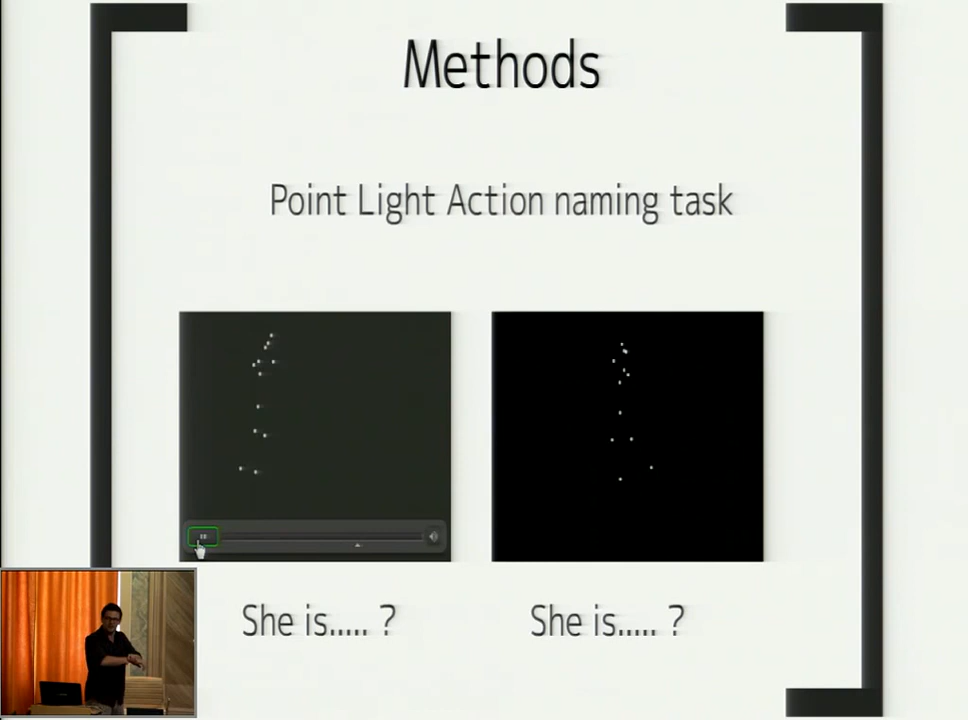 Methods
Point Light Action naming task
She is..... ?
She is..... ?